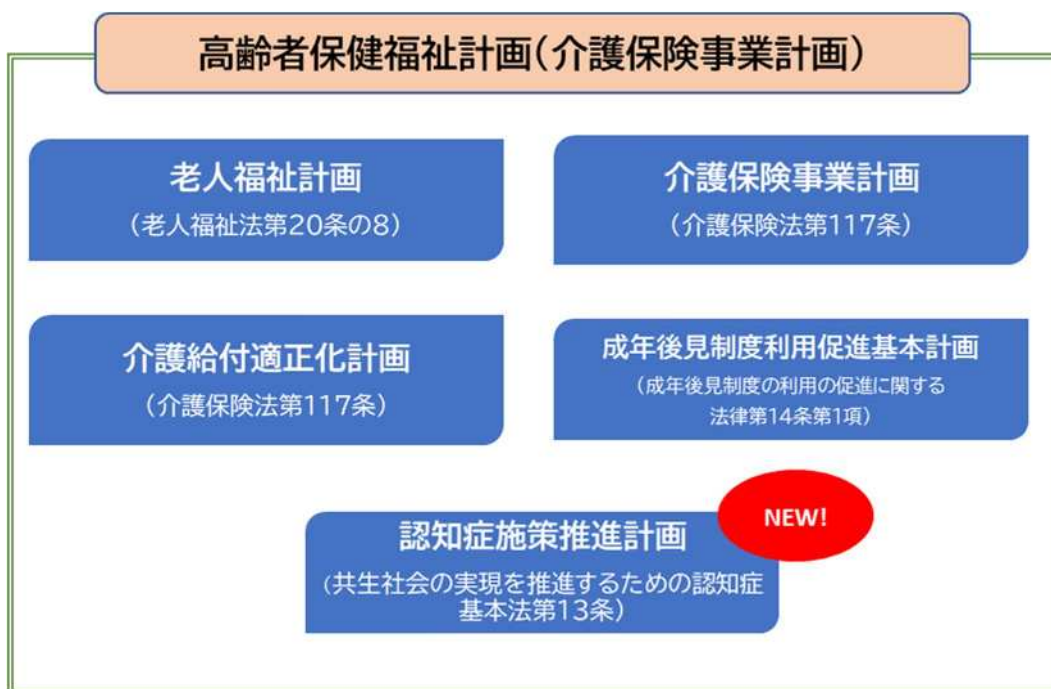 高齢者保健福祉計画(介護保険事業計画)
老人福祉計画
(老人福祉法第20条の8)
介護保険事業計画
(介護保険法第117条)
介護給付適正化計画
(介護保険法第117条)
成年後見制度利用促進基本計画
(成年後見制度の利用の促進に関する
法律第14条第1項)
NEW!
認知症施策推進計画
(共生社会の実現を推進するための認知症
基本法第13条)